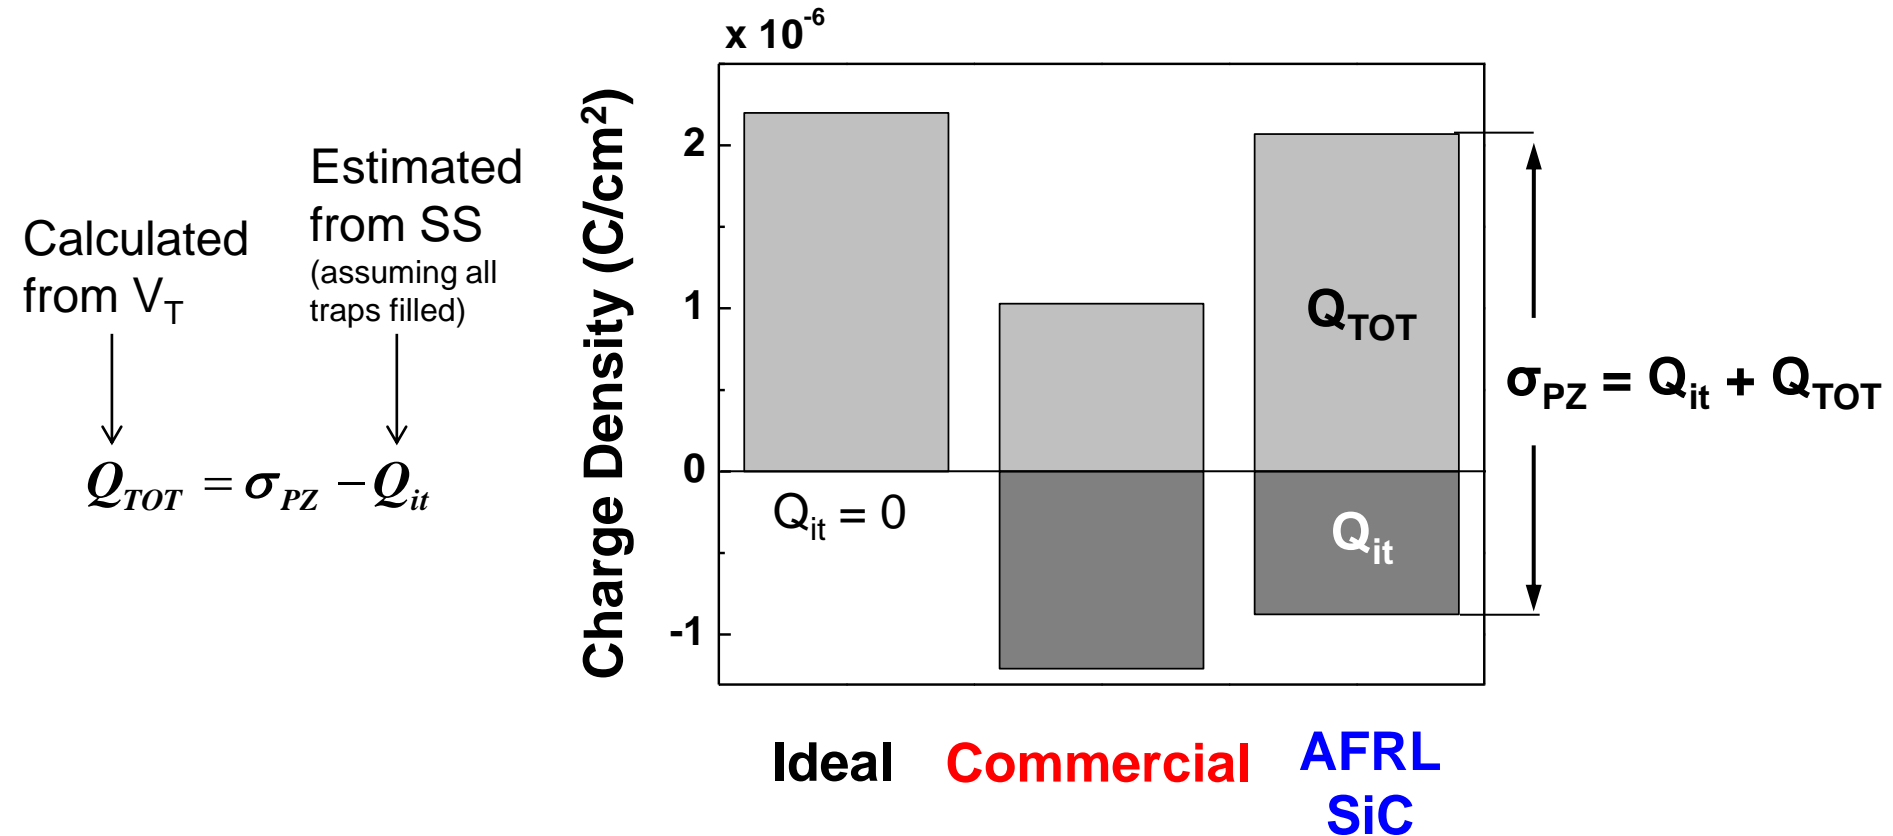 Calculated
from V_T
Estimated
from SS
(assuming all
traps filled)
Q_TOT = σ_PZ − Q_it
x 10^-6
Charge Density (C/cm²)
2
1
0
-1
Q_it = 0
Q_TOT
Q_it
σ_PZ = Q_it + Q_TOT
Ideal
Commercial
AFRL
SiC